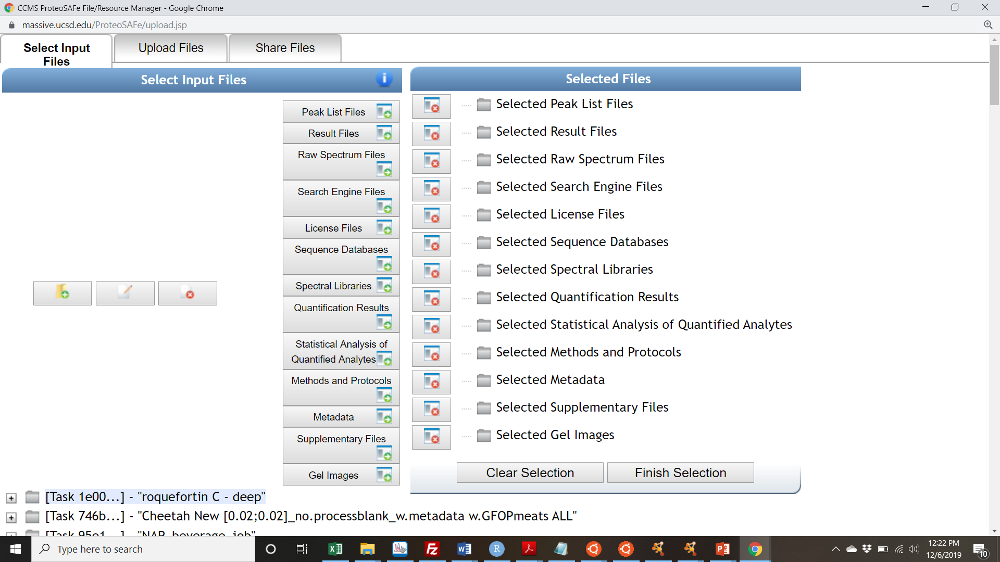 CCMS ProteoSAFe File/Resource Manager - Google Chrome
massive.ucsd.edu/ProteoSAFe/upload.jsp
Select Input
Files
Upload Files
Share Files
Select Input Files
i
Peak List Files
Result Files
Raw Spectrum Files
Search Engine Files
License Files
Sequence Databases
Spectral Libraries
Quantification Results
Statistical Analysis of
Quantified Analytes
Methods and Protocols
Metadata
Supplementary Files
Gel Images
Selected Files
Selected Peak List Files
Selected Result Files
Selected Raw Spectrum Files
Selected Search Engine Files
Selected License Files
Selected Sequence Databases
Selected Spectral Libraries
Selected Quantification Results
Selected Statistical Analysis of Quantified Analytes
Selected Methods and Protocols
Selected Metadata
Selected Supplementary Files
Selected Gel Images
Clear Selection
Finish Selection
[Task 1e00...] - "roquefortin C - deep"
[Task 746b...] - "Cheetah New [0.02;0.02]_no.processblank_w.metadata w.GFOPmeats ALL"
[Task 95e1...] - "NAP_beverage_job"
Type here to search
12:22 PM
12/6/2019
10